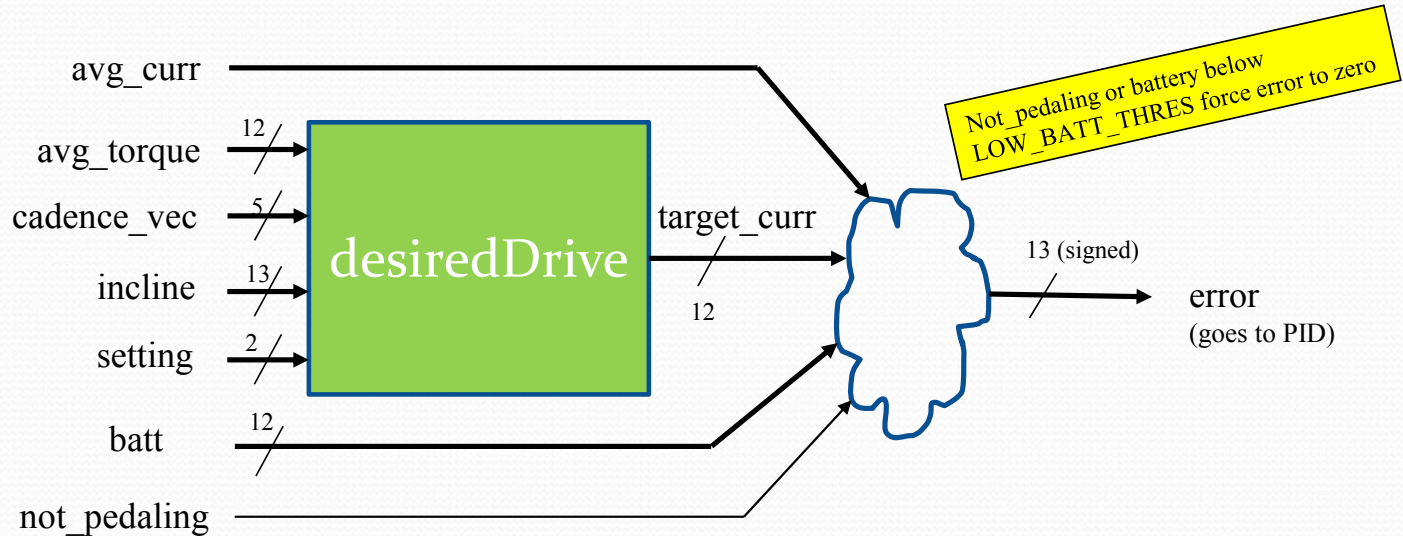 avg_curr
Not_pedaling or battery below
LOW_BATT_THRES force error to zero
12
avg_torque
5
cadence_vec
target_curr
desiredDrive
13 (signed)
13
incline
12
error
(goes to PID)
2
setting
12
batt
not_pedaling